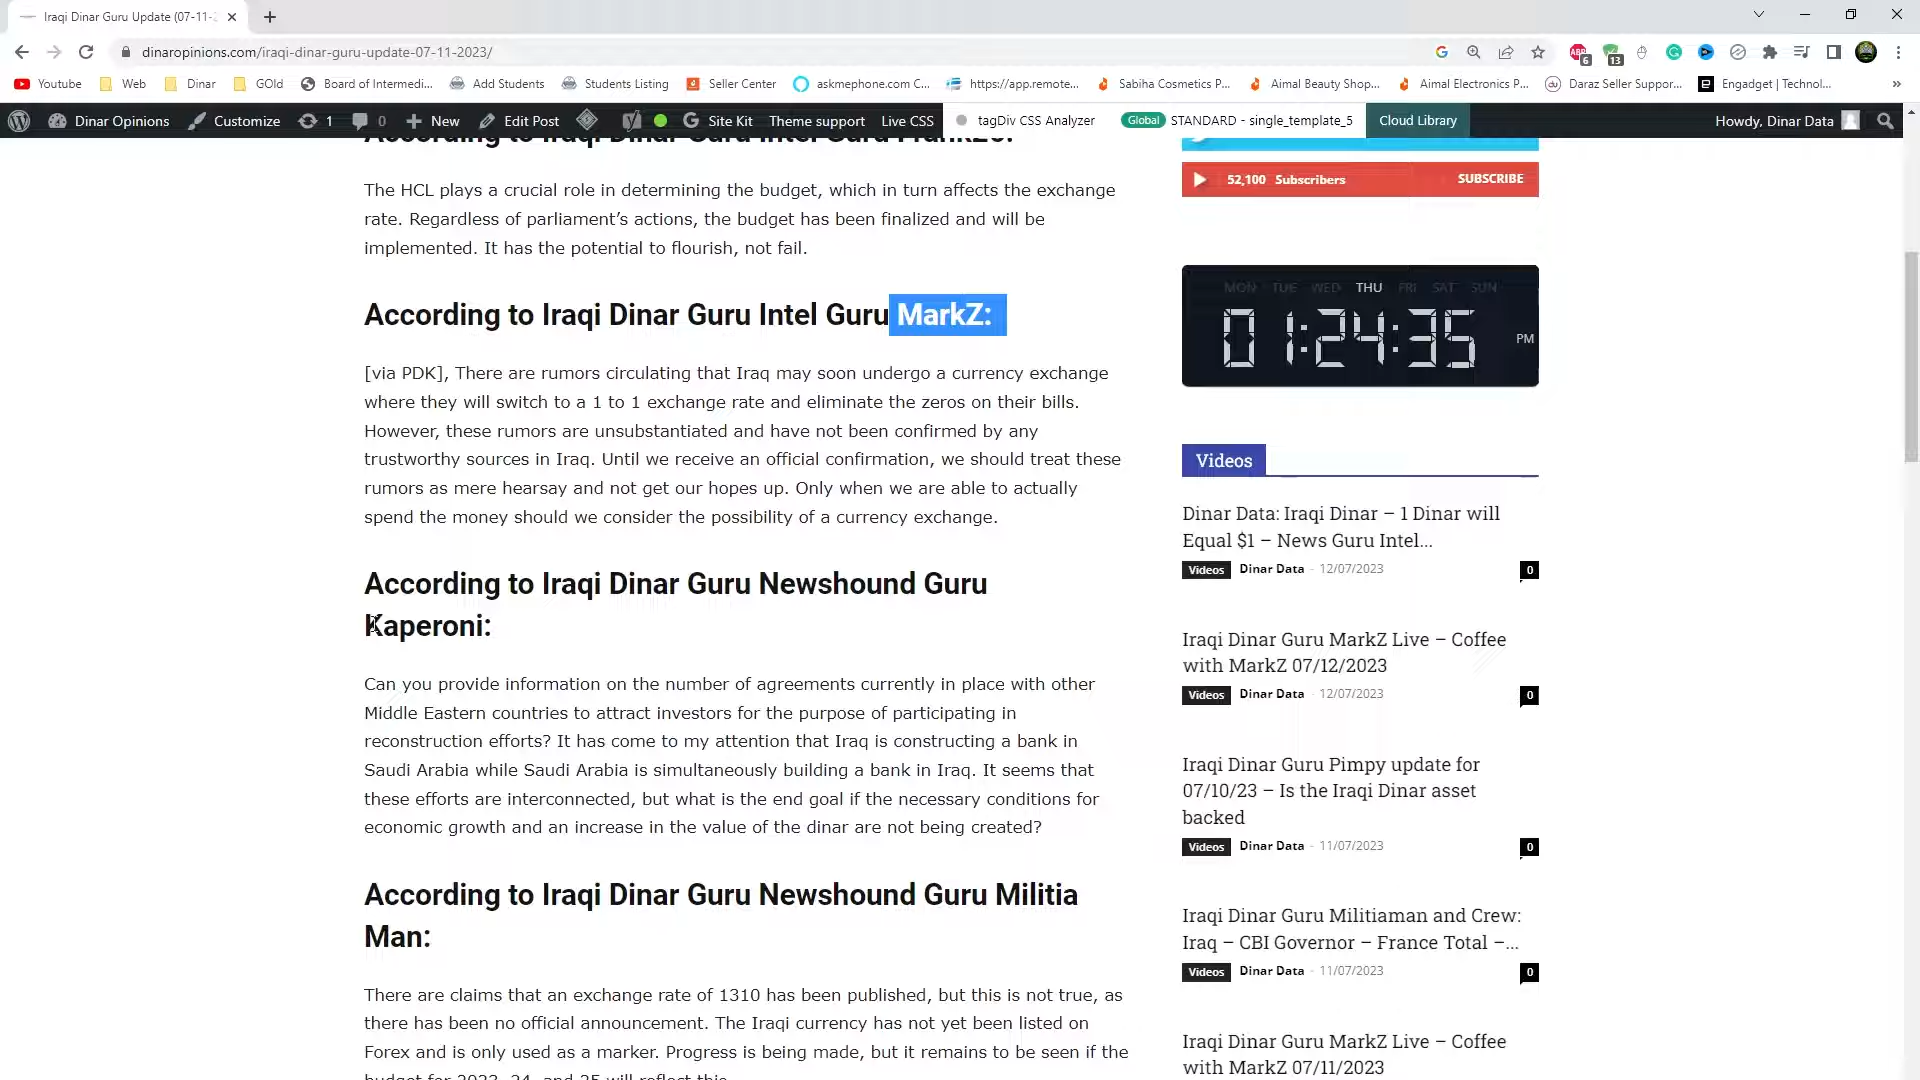 Iraqi Dinar Guru Update (07-11-2
dinaropinions.com/iraqi-dinar-guru-update-07-11-2023/
6
13
Youtube
Web
Dinar
GOld
Board of Intermedi...
Add Students
Students Listing
Seller Center
askmephone.com C...
https://app.remote...
Sabiha Cosmetics P...
Aimal Beauty Shop...
Aimal Electronics P...
Daraz Seller Suppor...
Engadget | Technol...
Dinar Opinions
Customize
1
0
New
Edit Post
Site Kit
Theme support
Live CSS
tagDiv CSS Analyzer
Global
STANDARD - single_template_5
Cloud Library
Howdy, Dinar Data
According to Iraqi Dinar Guru Intel Guru Frank26:
The HCL plays a crucial role in determining the budget, which in turn affects the exchange
rate. Regardless of parliament’s actions, the budget has been finalized and will be
implemented. It has the potential to flourish, not fail.
According to Iraqi Dinar Guru Intel Guru MarkZ:
[via PDK], There are rumors circulating that Iraq may soon undergo a currency exchange
where they will switch to a 1 to 1 exchange rate and eliminate the zeros on their bills.
However, these rumors are unsubstantiated and have not been confirmed by any
trustworthy sources in Iraq. Until we receive an official confirmation, we should treat these
rumors as mere hearsay and not get our hopes up. Only when we are able to actually
spend the money should we consider the possibility of a currency exchange.
According to Iraqi Dinar Guru Newshound Guru
Kaperoni:
Can you provide information on the number of agreements currently in place with other
Middle Eastern countries to attract investors for the purpose of participating in
reconstruction efforts? It has come to my attention that Iraq is constructing a bank in
Saudi Arabia while Saudi Arabia is simultaneously building a bank in Iraq. It seems that
these efforts are interconnected, but what is the end goal if the necessary conditions for
economic growth and an increase in the value of the dinar are not being created?
According to Iraqi Dinar Guru Newshound Guru Militia
Man:
There are claims that an exchange rate of 1310 has been published, but this is not true, as
there has been no official announcement. The Iraqi currency has not yet been listed on
Forex and is only used as a marker. Progress is being made, but it remains to be seen if the
budget for 2023, 24, and 25 will reflect this.
52,100 Subscribers
SUBSCRIBE
MON TUE WED THU FRI SAT SUN
01:24:35 PM
Videos
Dinar Data: Iraqi Dinar – 1 Dinar will
Equal $1 – News Guru Intel...
Videos Dinar Data - 12/07/2023 0
Iraqi Dinar Guru MarkZ Live – Coffee
with MarkZ 07/12/2023
Videos Dinar Data - 12/07/2023 0
Iraqi Dinar Guru Pimpy update for
07/10/23 – Is the Iraqi Dinar asset
backed
Videos Dinar Data - 11/07/2023 0
Iraqi Dinar Guru Militiaman and Crew:
Iraq – CBI Governor – France Total –...
Videos Dinar Data - 11/07/2023 0
Iraqi Dinar Guru MarkZ Live – Coffee
with MarkZ 07/11/2023